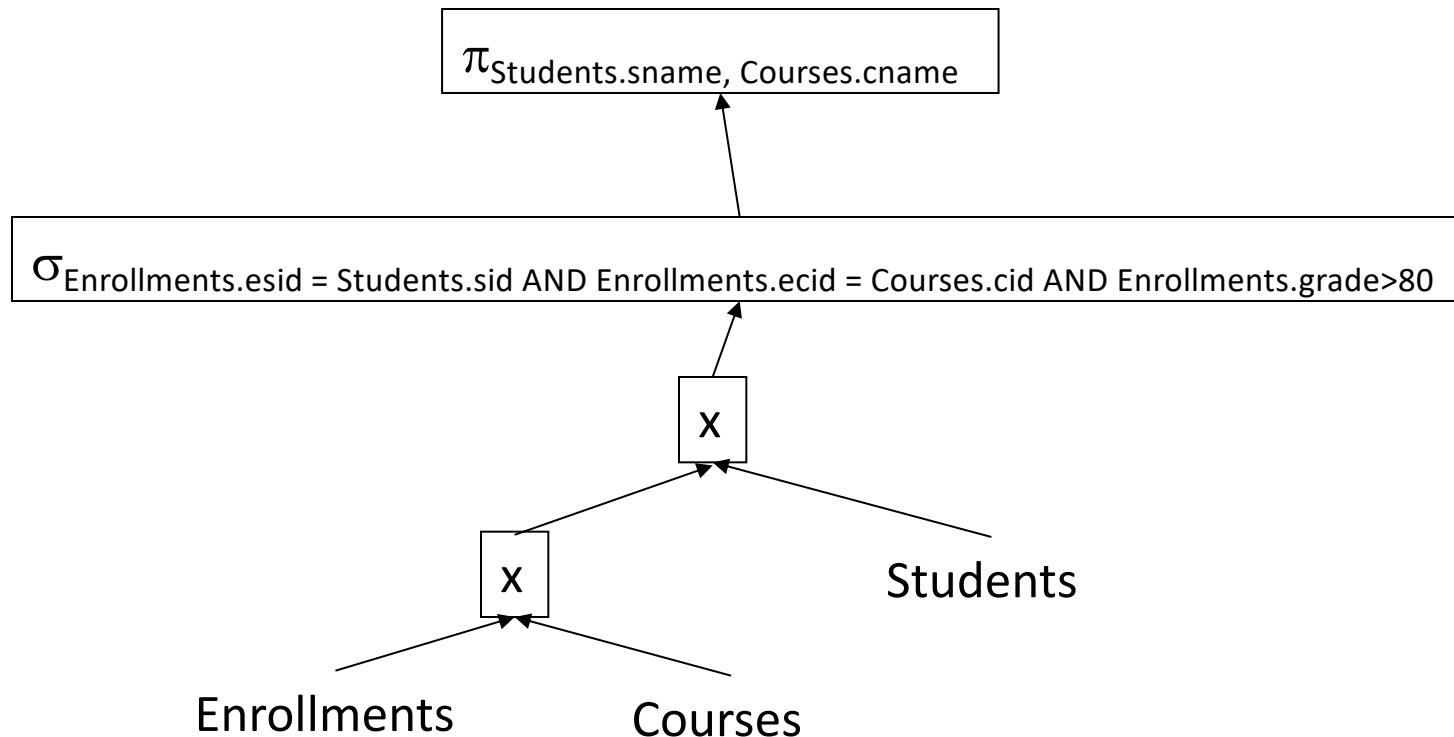 πStudents.sname, Courses.cname
σEnrollments.esid = Students.sid AND Enrollments.ecid = Courses.cid AND Enrollments.grade>80
x
x
Students
Enrollments
Courses